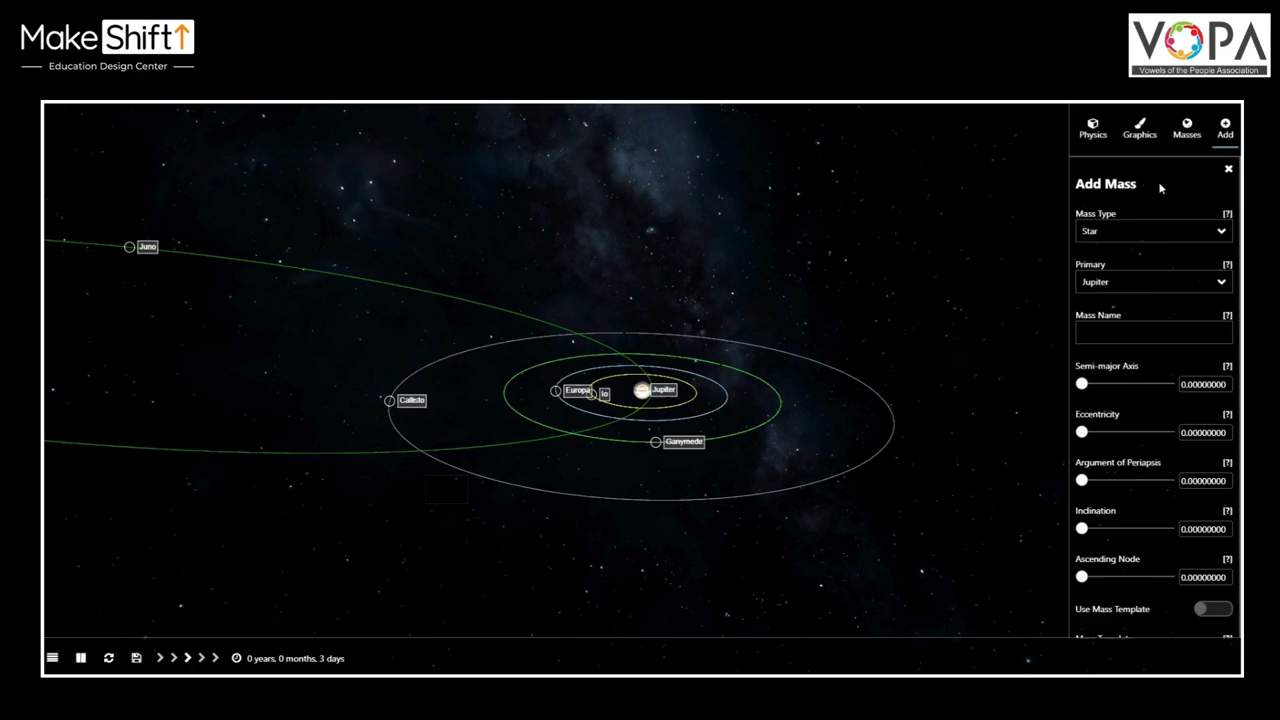 Make Shift
Education Design Center
VOPA
Vowels of the People Association
Physics
Graphics
Masses
Add
Add Mass
Mass Type [?]
Star
Primary [?]
Jupiter
Mass Name [?]
Semi-major Axis [?]
0.00000000
Eccentricity [?]
0.00000000
Argument of Periapsis [?]
0.00000000
Inclination [?]
0.00000000
Ascending Node [?]
0.00000000
Use Mass Template
Juno
Europa
Io
Jupiter
Callisto
Ganymede
0 years, 0 months, 3 days